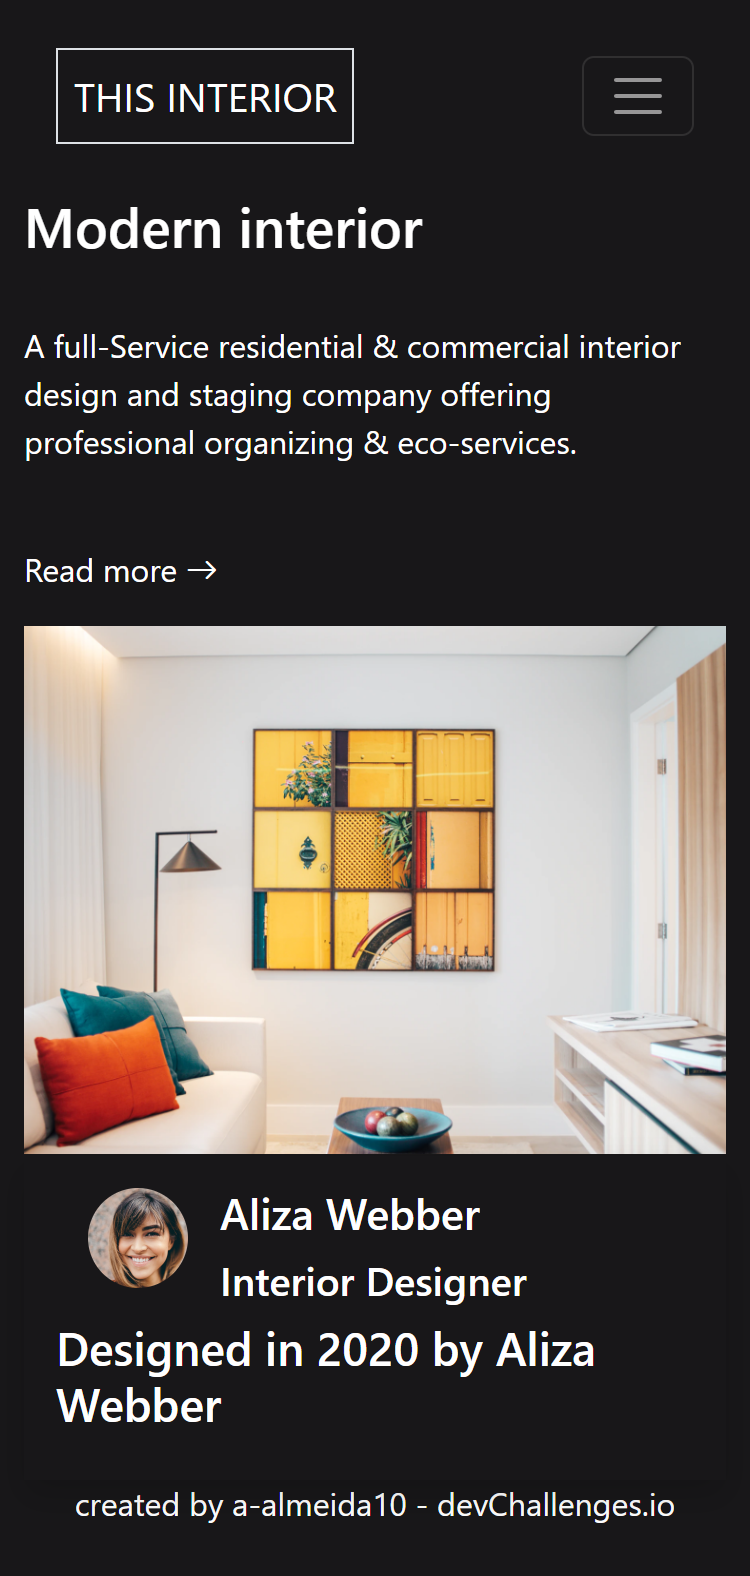 THIS INTERIOR
Modern interior
A full-Service residential & commercial interior
design and staging company offering
professional organizing & eco-services.
Read more →
Aliza Webber
Interior Designer
Designed in 2020 by Aliza
Webber
created by a-almeida10 - devChallenges.io